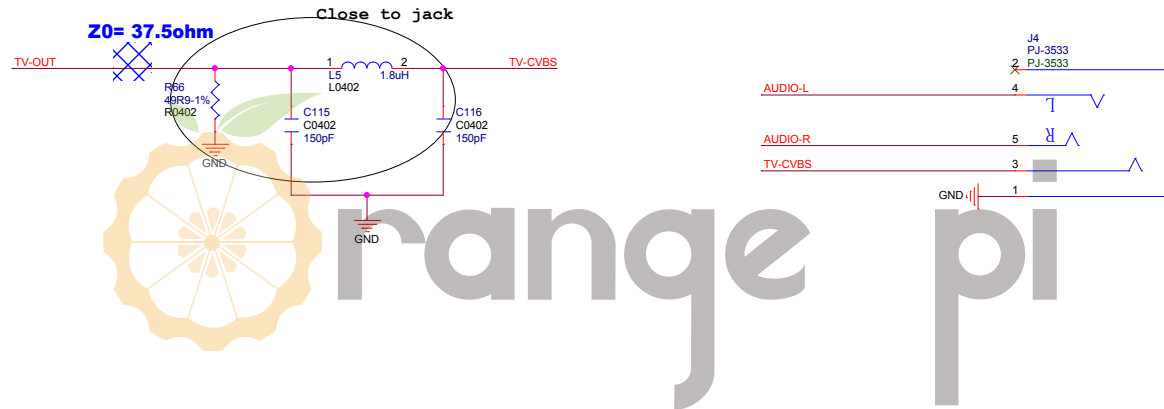 Close to jack
Z0= 37.5ohm
TV-OUT
1
2
TV-CVBS
L5
1.8uH
L0402
R66
49R9-1%
R0402
C115
C0402
150pF
C116
C0402
150pF
GND
GND
J4
PJ-3533
PJ-3533
2
AUDIO-L
4
L
AUDIO-R
5
R
TV-CVBS
3
GND
1
range pi